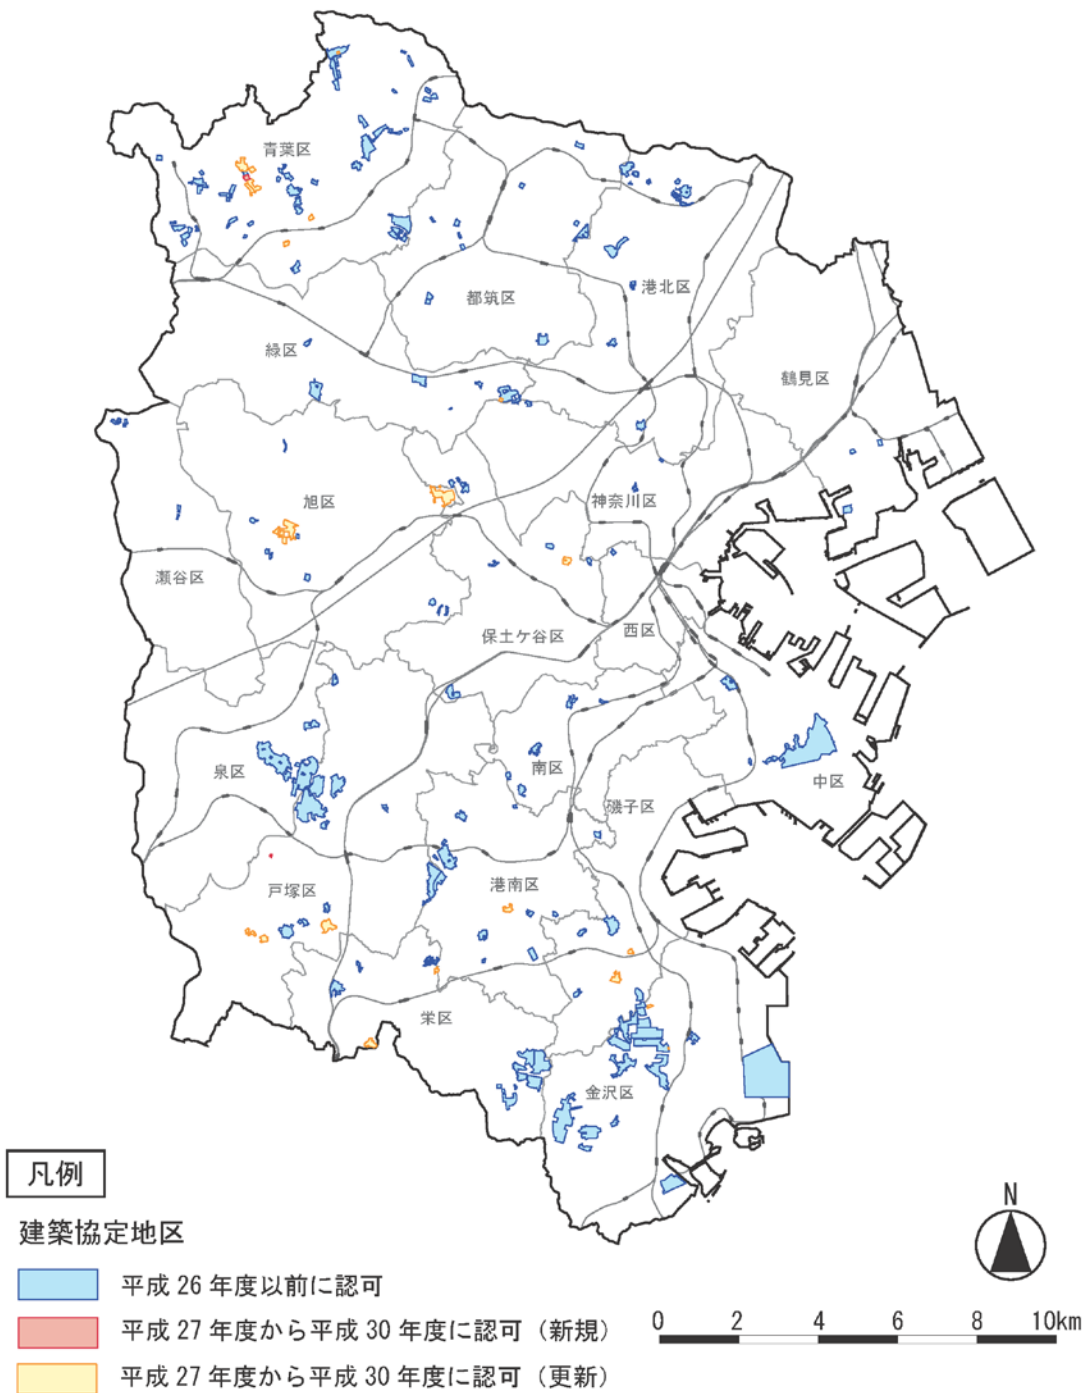 青葉区
都筑区
港北区
緑区
鶴見区
旭区
神奈川区
瀬谷区
保土ケ谷区
西区
泉区
南区
中区
磯子区
戸塚区
港南区
栄区
金沢区
凡例
建築協定地区
平成 26 年度以前に認可
平成 27 年度から平成 30 年度に認可（新規）
平成 27 年度から平成 30 年度に認可（更新）
N
0 2 4 6 8 10km